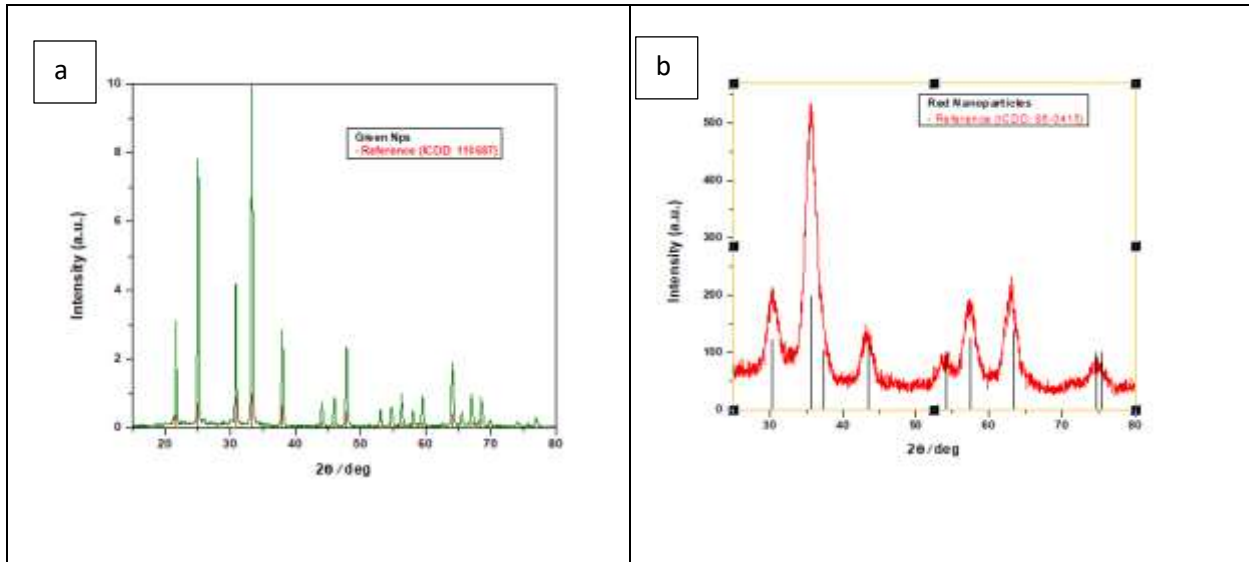 a
10
8
6
4
2
0
Intensity (a.u.)
Green Nps
- Reference (ICDD 110687)
20 30 40 50 60 70 80
2θ / deg
b
500
400
300
200
100
0
Intensity (a.u.)
Red Nanoparticles
- Reference (ICDD:
30 40 50 60 70 80
2θ / deg